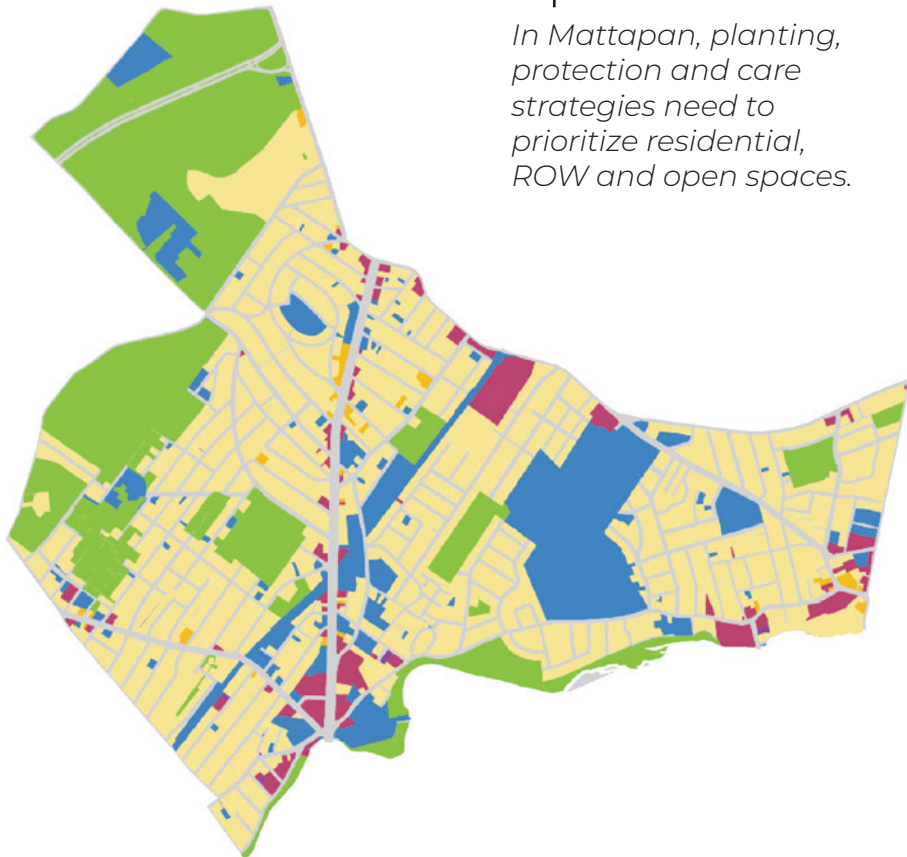 In Mattapan, planting,
protection and care
strategies need to
prioritize residential,
ROW and open spaces.